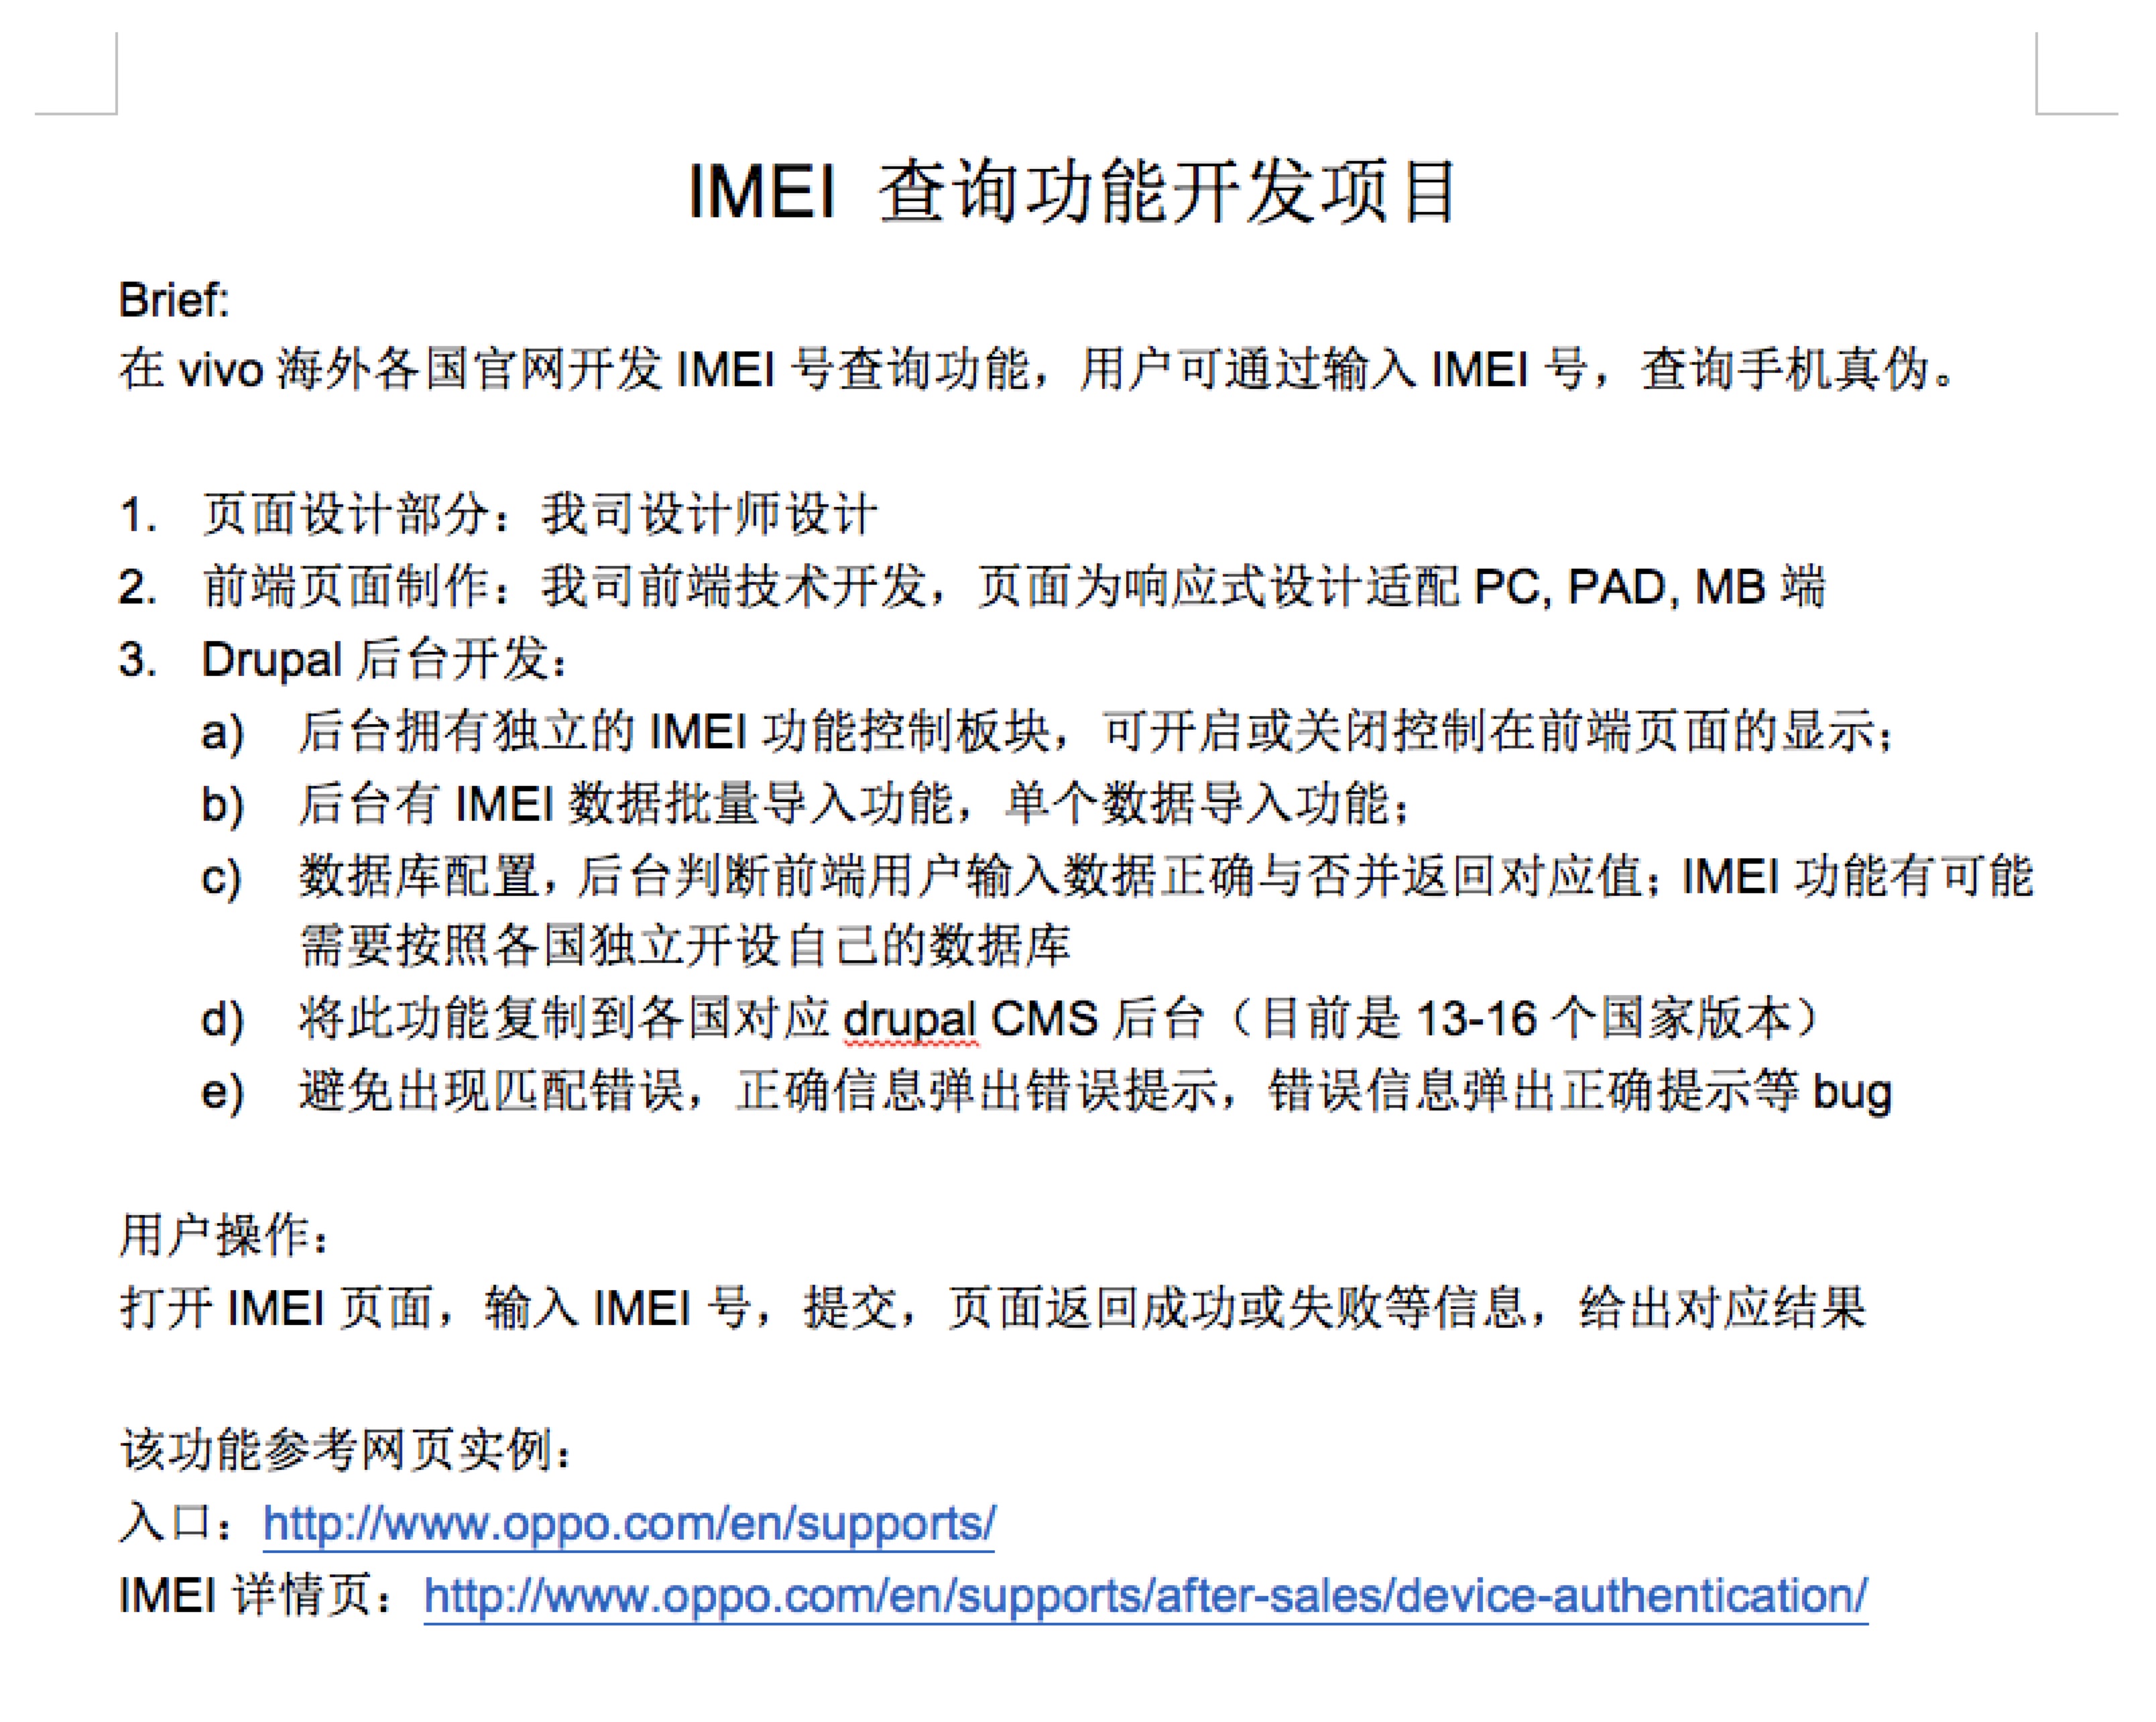 IMEI 查询功能开发项目
Brief:
在 vivo 海外各国官网开发 IMEI 号查询功能，用户可通过输入 IMEI 号，查询手机真伪。
1. 页面设计部分：我司设计师设计
2. 前端页面制作：我司前端技术开发，页面为响应式设计适配 PC, PAD, MB 端
3. Drupal 后台开发：
a) 后台拥有独立的 IMEI 功能控制板块，可开启或关闭控制在前端页面的显示；
b) 后台有 IMEI 数据批量导入功能，单个数据导入功能；
c) 数据库配置，后台判断前端用户输入数据正确与否并返回对应值；IMEI 功能有可能
需要按照各国独立开设自己的数据库
d) 将此功能复制到各国对应 drupal CMS 后台（目前是 13-16 个国家版本）
e) 避免出现匹配错误，正确信息弹出错误提示，错误信息弹出正确提示等 bug
用户操作：
打开 IMEI 页面，输入 IMEI 号，提交，页面返回成功或失败等信息，给出对应结果
该功能参考网页实例：
入口：http://www.oppo.com/en/supports/
IMEI 详情页：http://www.oppo.com/en/supports/after-sales/device-authentication/